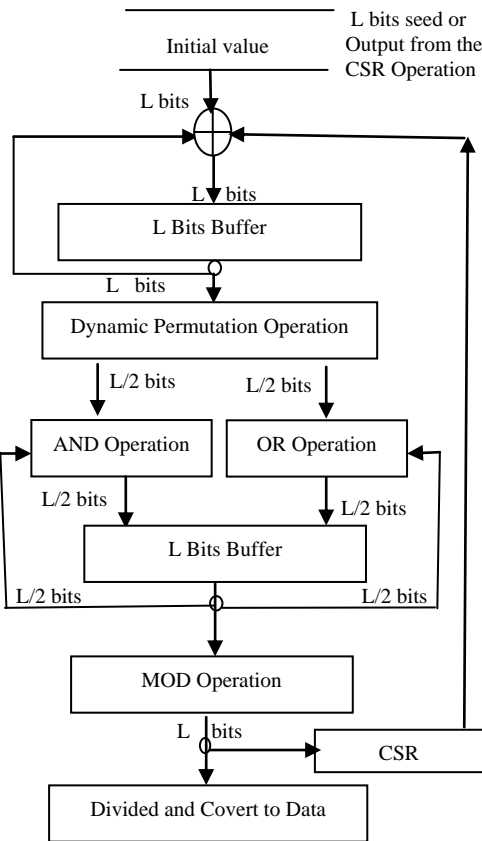 L bits seed or
Output from the
CSR Operation
Initial value
L bits
L bits
L Bits Buffer
L bits
Dynamic Permutation Operation
L/2 bits
L/2 bits
AND Operation
OR Operation
L/2 bits
L/2 bits
L Bits Buffer
L/2 bits
L/2 bits
MOD Operation
L bits
CSR
Divided and Covert to Data